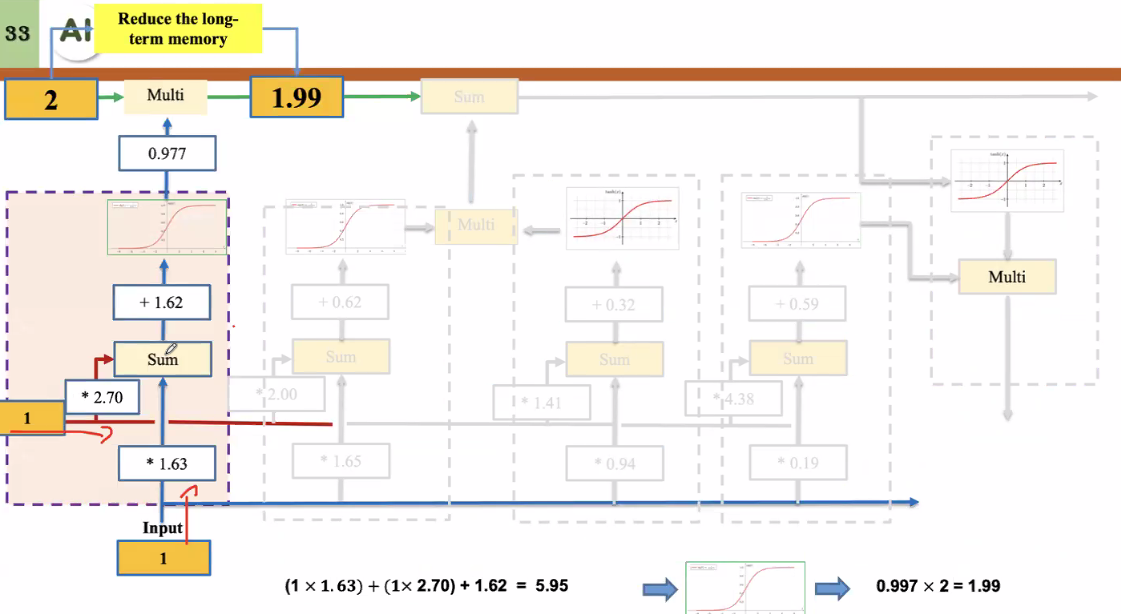 33
AI
Reduce the long-
term memory
2
Multi
1.99
Sum
0.977
Multi
Multi
+ 1.62
+ 0.62
+ 0.32
+ 0.59
Sum
Sum
Sum
Sum
* 2.70
* 2.00
* 1.41
* 4.38
1
* 1.63
* 1.65
* 0.94
* 0.19
Input
1
(1 × 1.63) + (1× 2.70) + 1.62 = 5.95
0.997 × 2 = 1.99